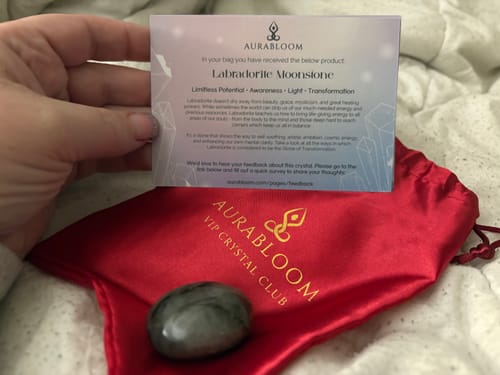 AURABLOOM
In your bag you have received the below product:
Labradorite Moonstone
Limitless Potential • Awareness • Light • Transformation
Labradorite doesn't shy away from beauty, grace, mysticism, and great healing
powers. While sometimes the world can strip us of our much-needed energy and
precious resources, Labradorite teaches us how to bring life-giving energy to all
areas of our souls - from the body to the mind and those deep hard to reach
corners which keep us all in balance.
It's a stone that shows the way to self-soothing, artistic ambition, cosmic energy,
and enhancing our own mental clarity. Take a look at all the ways in which
Labradorite is considered to be the Stone of Transformation.
We'd love to hear your feedback about this crystal. Please go to the
link below and fill out a quick survey to share your thoughts:
aurabloom.com/pages/feedback
AURABLOOM
VIP CRYSTAL CLUB